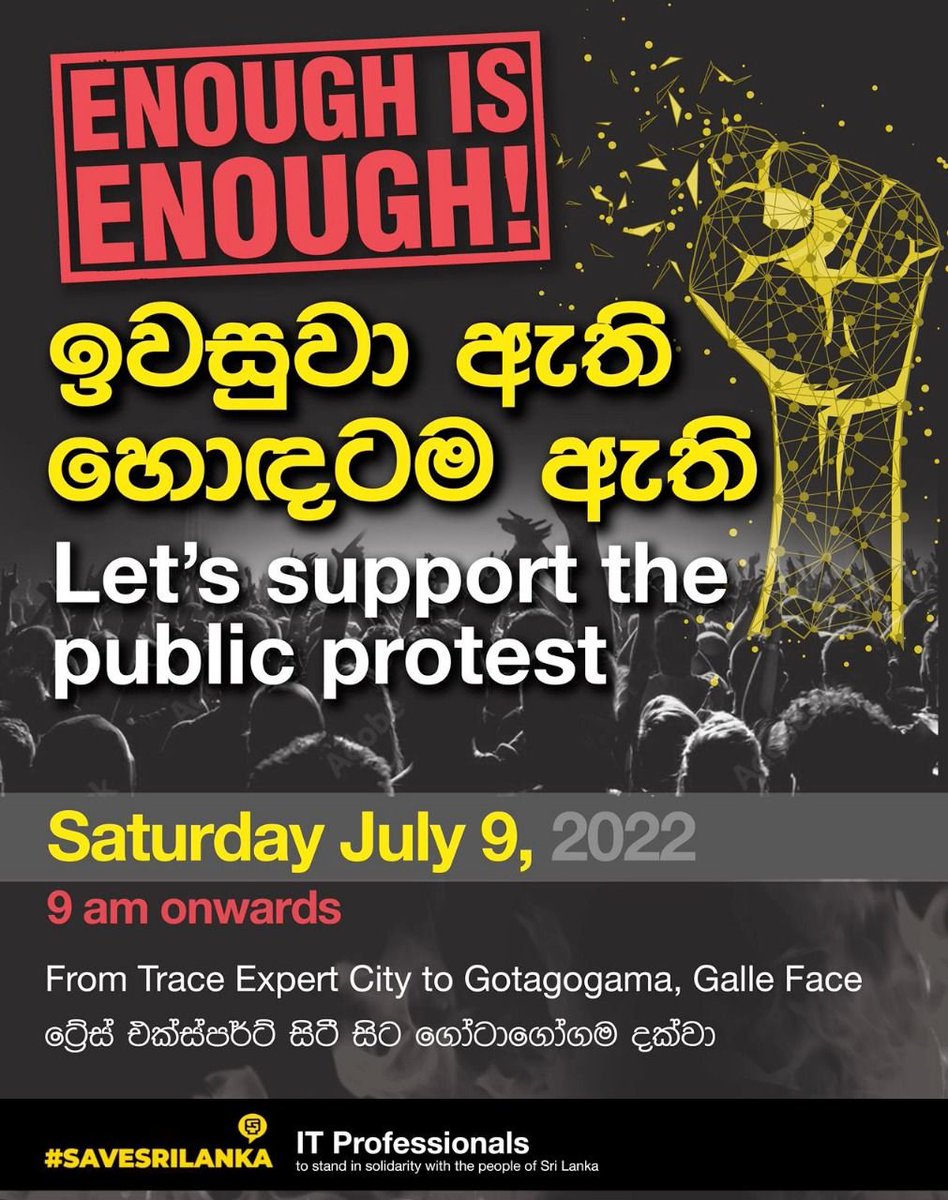 ENOUGH IS
ENOUGH!
ඉවසුවා ඇති
හොඳටම ඇති
Let's support the
public protest
Saturday July 9, 2022
9 am onwards
From Trace Expert City to Gotagogama, Galle Face
ට්‍රේස් එක්ස්පර්ට් සිටී සිට ගෝටාගෝගම දක්වා
#SAVESRILANKA
IT Professionals
to stand in solidarity with the people of Sri Lanka